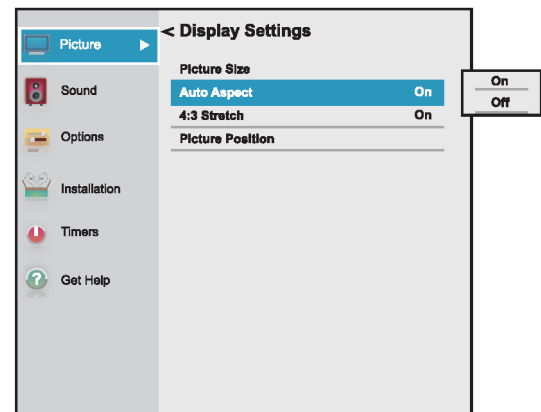 Picture
Sound
Options
Installation
Timers
Get Help
< Display Settings
Picture Size
Auto Aspect On
4:3 Stretch On
Picture Position
On
Off